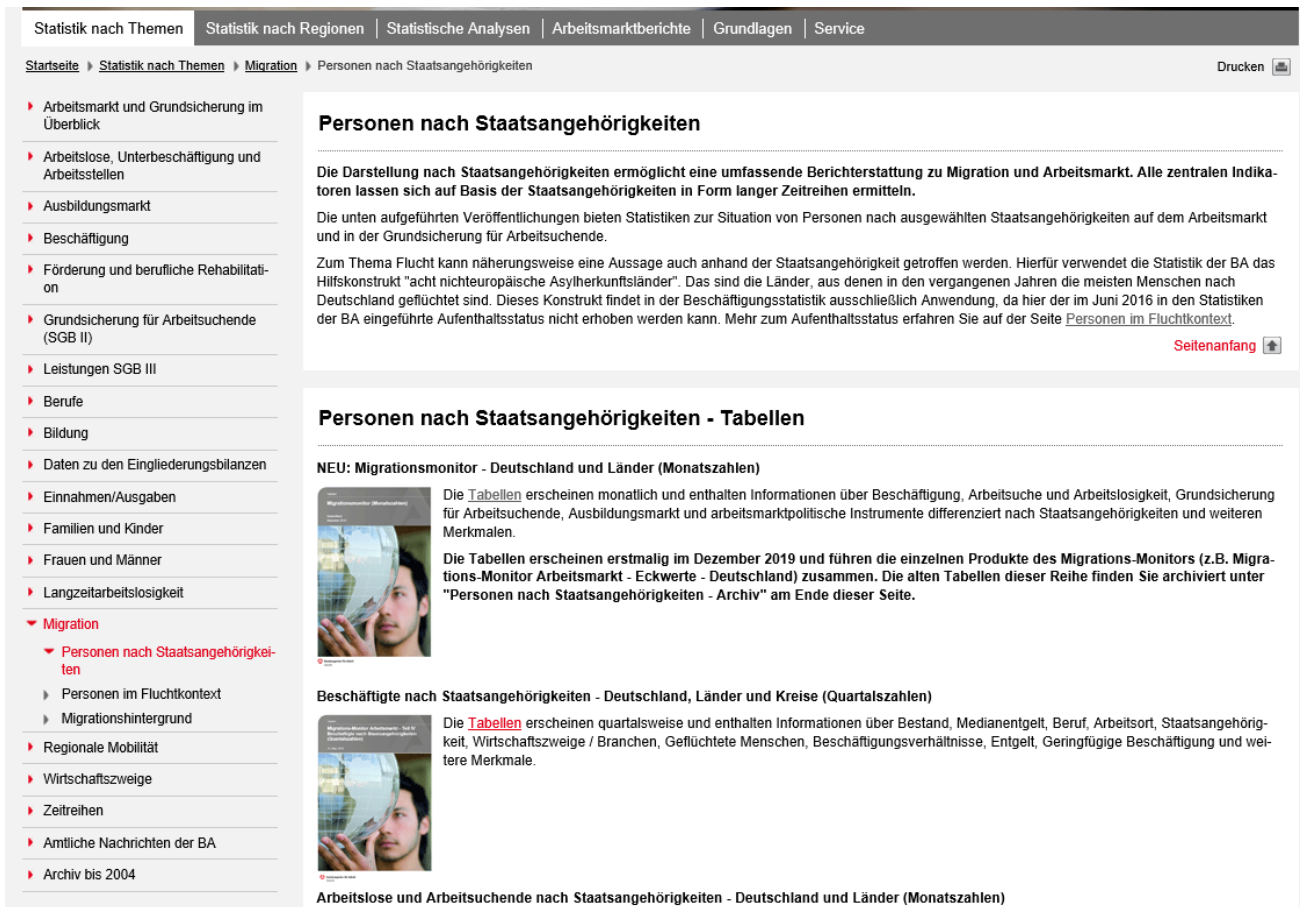 Statistik nach Themen Statistik nach Regionen Statistische Analysen Arbeitsmarktberichte Grundlagen Service
Startseite Statistik nach Themen Migration Personen nach Staatsangehörigkeiten Drucken
Arbeitsmarkt und Grundsicherung im
Überblick
Arbeitslose, Unterbeschäftigung und
Arbeitsstellen
Ausbildungsmarkt
Beschäftigung
Förderung und berufliche Rehabilitati-
on
Grundsicherung für Arbeitsuchende
(SGB II)
Leistungen SGB III
Berufe
Bildung
Daten zu den Eingliederungsbilanzen
Einnahmen/Ausgaben
Familien und Kinder
Frauen und Männer
Langzeitarbeitslosigkeit
Migration
Personen nach Staatsangehörigkei-
ten
Personen im Fluchtkontext
Migrationshintergrund
Regionale Mobilität
Wirtschaftszweige
Zeitreihen
Amtliche Nachrichten der BA
Archiv bis 2004
Personen nach Staatsangehörigkeiten
Die Darstellung nach Staatsangehörigkeiten ermöglicht eine umfassende Berichterstattung zu Migration und Arbeitsmarkt. Alle zentralen Indika-
toren lassen sich auf Basis der Staatsangehörigkeiten in Form langer Zeitreihen ermitteln.
Die unten aufgeführten Veröffentlichungen bieten Statistiken zur Situation von Personen nach ausgewählten Staatsangehörigkeiten auf dem Arbeitsmarkt
und in der Grundsicherung für Arbeitsuchende.
Zum Thema Flucht kann näherungsweise eine Aussage auch anhand der Staatsangehörigkeit getroffen werden. Hierfür verwendet die Statistik der BA das
Hilfskonstrukt "acht nichteuropäische Asylherkunftsländer". Das sind die Länder, aus denen in den vergangenen Jahren die meisten Menschen nach
Deutschland geflüchtet sind. Dieses Konstrukt findet in der Beschäftigungsstatistik ausschließlich Anwendung, da hier der im Juni 2016 in den Statistiken
der BA eingeführte Aufenthaltsstatus nicht erhoben werden kann. Mehr zum Aufenthaltsstatus erfahren Sie auf der Seite Personen im Fluchtkontext.
Seitenanfang
Personen nach Staatsangehörigkeiten - Tabellen
NEU: Migrationsmonitor - Deutschland und Länder (Monatszahlen)
Migrationsmonitor (Monatszahlen)
Die Tabellen erscheinen monatlich und enthalten Informationen über Beschäftigung, Arbeitsuche und Arbeitslosigkeit, Grundsicherung
für Arbeitsuchende, Ausbildungsmarkt und arbeitsmarktpolitische Instrumente differenziert nach Staatsangehörigkeiten und weiteren
Merkmalen.
Die Tabellen erscheinen erstmalig im Dezember 2019 und führen die einzelnen Produkte des Migrations-Monitors (z.B. Migra-
tions-Monitor Arbeitsmarkt - Eckwerte - Deutschland) zusammen. Die alten Tabellen dieser Reihe finden Sie archiviert unter
"Personen nach Staatsangehörigkeiten - Archiv" am Ende dieser Seite.
Beschäftigte nach Staatsangehörigkeiten - Deutschland, Länder und Kreise (Quartalszahlen)
Migrations-Monitor Arbeitsmarkt - Teil IV
Beschäftigte nach Staatsangehörigkeiten
(Quartalszahlen)
Die Tabellen erscheinen quartalsweise und enthalten Informationen über Bestand, Medianentgelt, Beruf, Arbeitsort, Staatsangehörig-
keit, Wirtschaftszweige / Branchen, Geflüchtete Menschen, Beschäftigungsverhältnisse, Entgelt, Geringfügige Beschäftigung und wei-
tere Merkmale.
Arbeitslose und Arbeitsuchende nach Staatsangehörigkeiten - Deutschland und Länder (Monatszahlen)